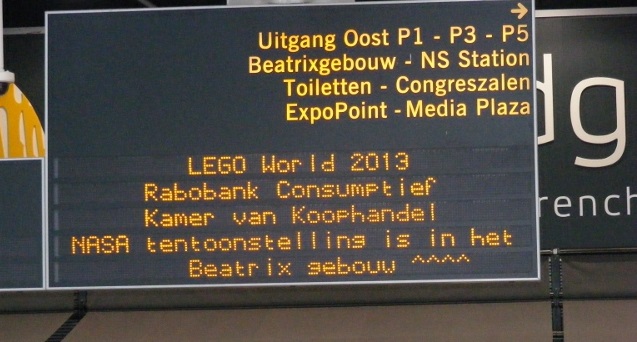 Uitgang Oost P1 - P3 - P5
Beatrixgebouw - NS Station
Toiletten - Congreszalen
ExpoPoint - Media Plaza
LEGO World 2013
Rabobank Consumptief
Kamer van Koophandel
NASA tentoonstelling is in het
Beatrix gebouw ^^^^